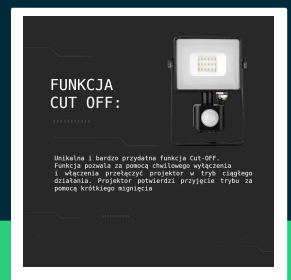 FUNKCJA
CUT OFF:
Unikalna i bardzo przydatna funkcja Cut-OFF.
Funkcja pozwala za pomocą chwilowego wyłączenia
i włączenia przełączyć projektor w tryb ciągłego
działania. Projektor potwierdzi przyjęcie trybu za
pomocą krótkiego mignięcia